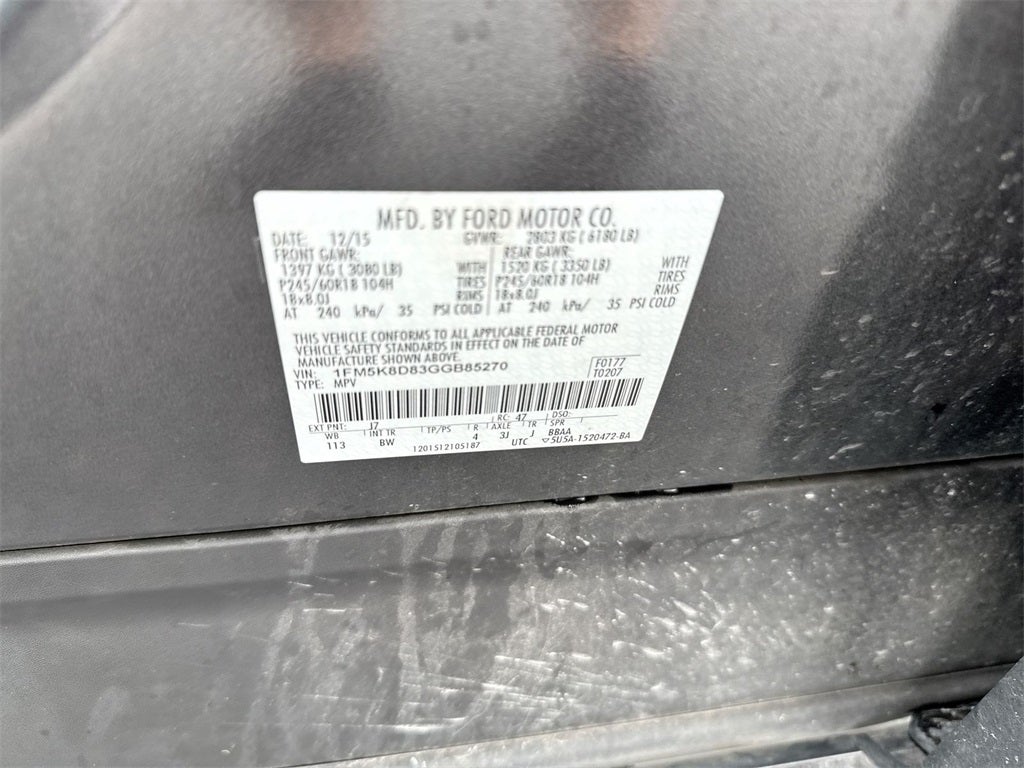 MFD. BY FORD MOTOR CO.
DATE: 12/15 GVWR: 2803 KG ( 6180 LB)
FRONT GAWR: REAR GAWR:
1397 KG ( 3080 LB) WITH 1520 KG ( 3350 LB) WITH
P245/60R18 104H TIRES P245/60R18 104H TIRES
18x8.0J RIMS 18x8.0J RIMS
AT 240 kPa/ 35 PSI COLD AT 240 kPa/ 35 PSI COLD
THIS VEHICLE CONFORMS TO ALL APPLICABLE FEDERAL MOTOR
VEHICLE SAFETY STANDARDS IN EFFECT ON THE DATE OF
MANUFACTURE SHOWN ABOVE.
VIN: 1FM5K8D83GGB85270 F0177
TYPE: MPV T0207
EXT PNT: J7 RC: 47 DSO:
WB INT TR TP/PS R AXLE TR SPR
113 BW 4 3J J BBAA
1201512105187 UTC ▽5U5A-1520472-BA